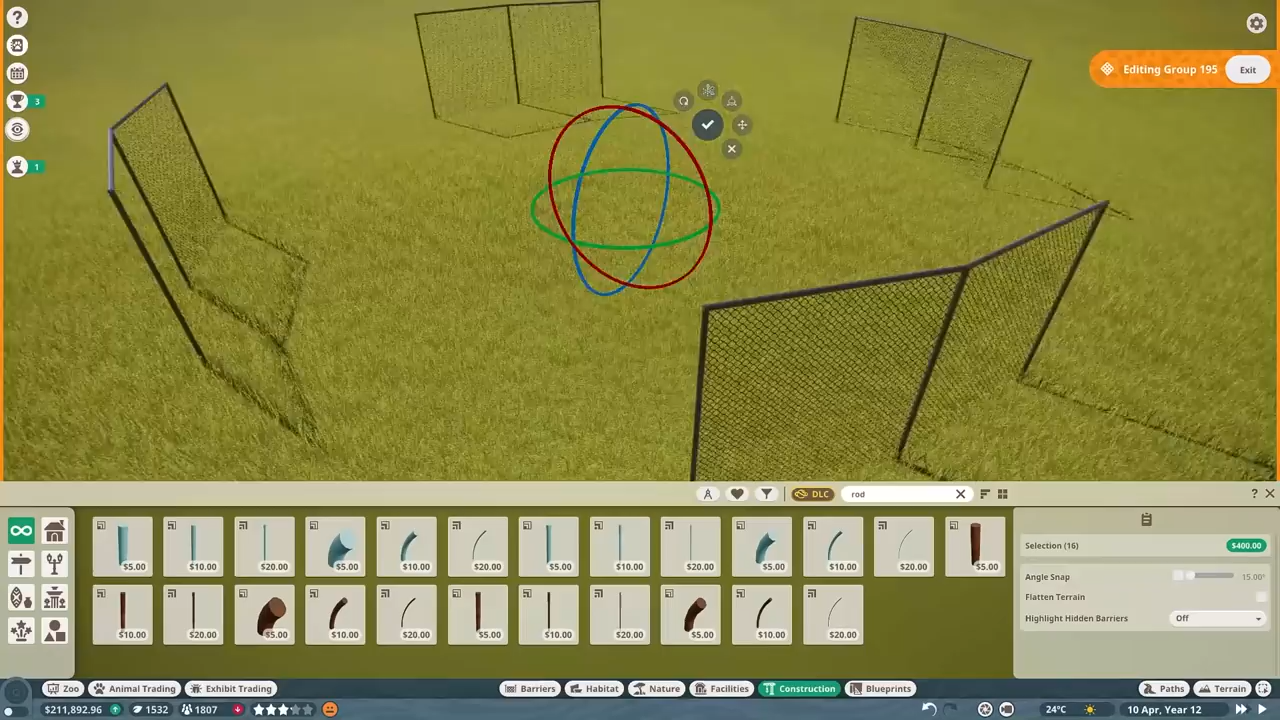 ?
3
1
Editing Group 195
Exit
DLC
rod
?
$5.00
$10.00
$20.00
$5.00
$10.00
$20.00
$5.00
$10.00
$20.00
$5.00
$10.00
$20.00
$5.00
$10.00
$20.00
$5.00
$10.00
$20.00
$5.00
$10.00
$20.00
$5.00
$10.00
$20.00
Selection (16)
$400.00
Angle Snap
15.00°
Flatten Terrain
Highlight Hidden Barriers
Off
Zoo
Animal Trading
Exhibit Trading
Barriers
Habitat
Nature
Facilities
Construction
Blueprints
Paths
Terrain
$211,892.96
1532
1807
24°C
10 Apr, Year 12